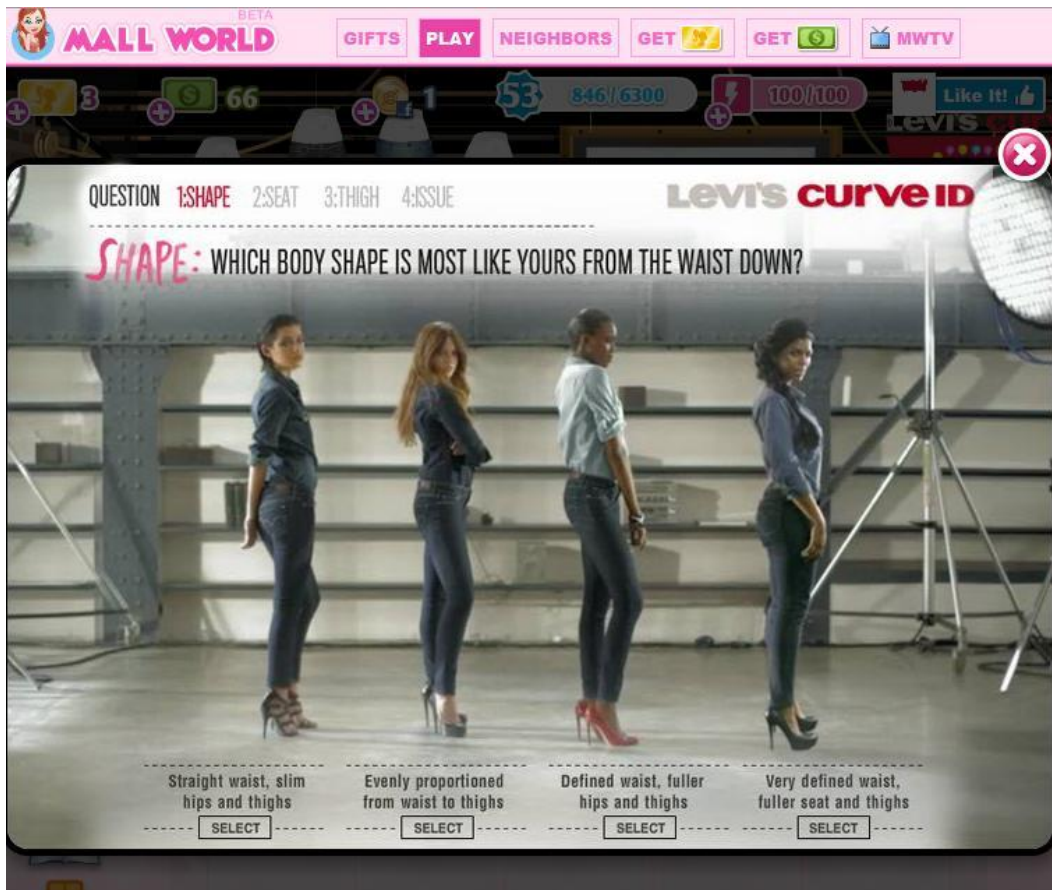 BETA
MALL WORLD
GIFTS
PLAY
NEIGHBORS
GET
GET
MWTV
3
66
1
53
846/6300
100/100
Like It!
LEVI'S
QUESTION 1:SHAPE 2:SEAT 3:THIGH 4:ISSUE
LEVI'S CURVE ID
SHAPE: WHICH BODY SHAPE IS MOST LIKE YOURS FROM THE WAIST DOWN?
Straight waist, slim
hips and thighs
SELECT
Evenly proportioned
from waist to thighs
SELECT
Defined waist, fuller
hips and thighs
SELECT
Very defined waist,
fuller seat and thighs
SELECT